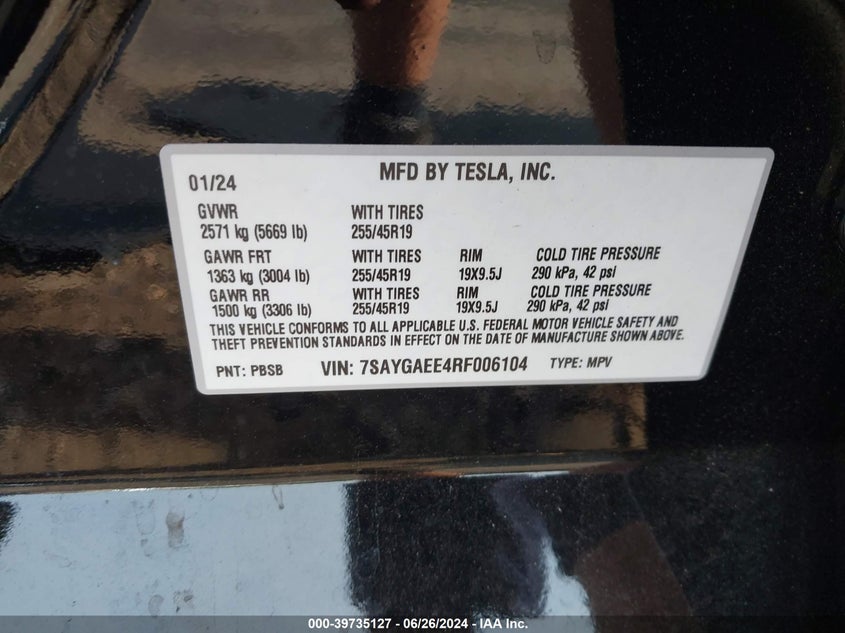 01/24 MFD BY TESLA, INC.
GVWR WITH TIRES
2571 kg (5669 lb) 255/45R19
GAWR FRT WITH TIRES RIM COLD TIRE PRESSURE
1363 kg (3004 lb) 255/45R19 19X9.5J 290 kPa, 42 psi
GAWR RR WITH TIRES RIM COLD TIRE PRESSURE
1500 kg (3306 lb) 255/45R19 19X9.5J 290 kPa, 42 psi
THIS VEHICLE CONFORMS TO ALL APPLICABLE U.S. FEDERAL MOTOR VEHICLE SAFETY AND
THEFT PREVENTION STANDARDS IN EFFECT ON THE DATE OF MANUFACTURE SHOWN ABOVE.
PNT: PBSB VIN: 7SAYGAEE4RF006104 TYPE: MPV
000-39735127 - 06/26/2024 - IAA Inc.